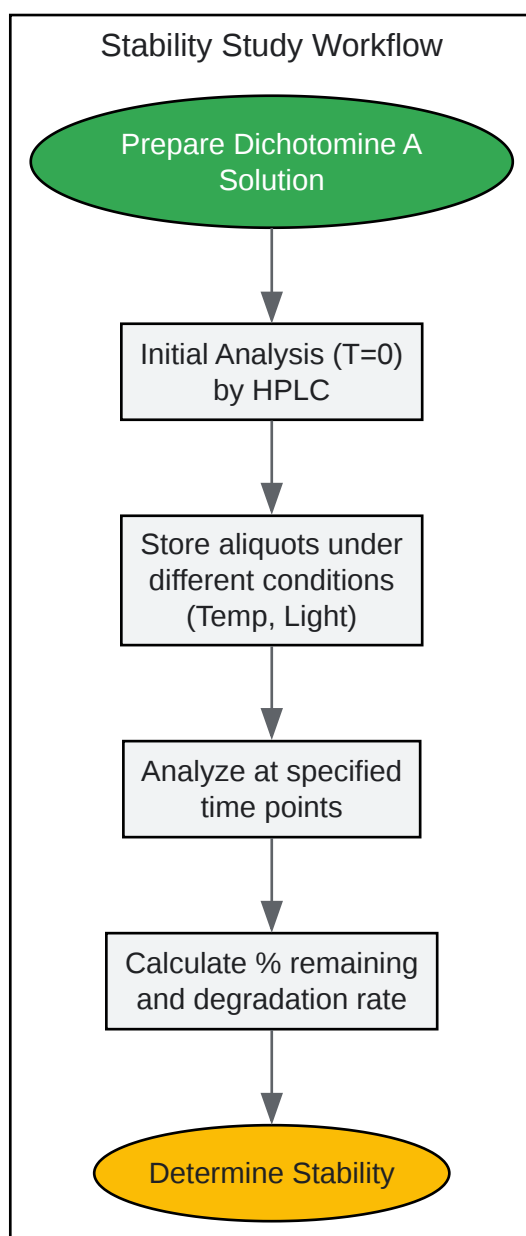 Stability Study Workflow
Prepare Dichotomine A
Solution
Initial Analysis (T=0)
by HPLC
Store aliquots under
different conditions
(Temp, Light)
Analyze at specified
time points
Calculate % remaining
and degradation rate
Determine Stability